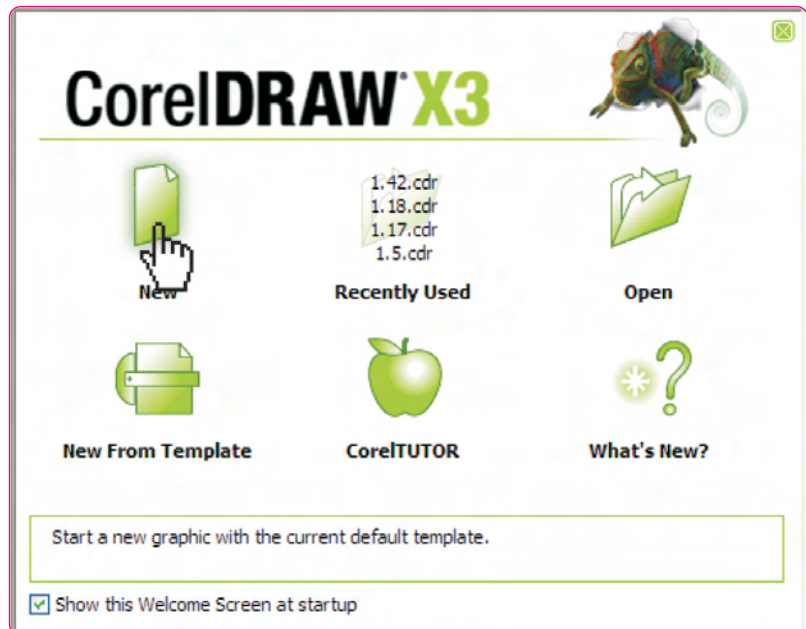 CorelDRAW® X3
1.42.cdr
1.18.cdr
1.17.cdr
1.5.cdr
New
Recently Used
Open
New From Template
CorelTUTOR
What's New?
Start a new graphic with the current default template.
Show this Welcome Screen at startup